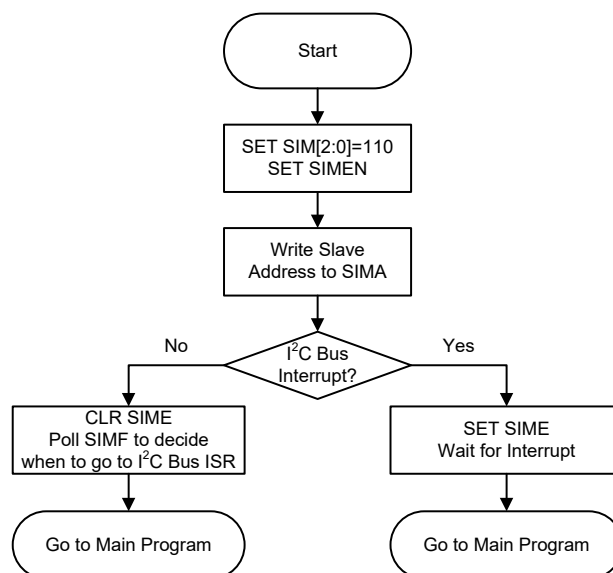 Start
SET SIM[2:0]=110
SET SIMEN
Write Slave
Address to SIMA
No
I²C Bus
Interrupt?
Yes
CLR SIME
Poll SIMF to decide
when to go to I²C Bus ISR
SET SIME
Wait for Interrupt
Go to Main Program
Go to Main Program